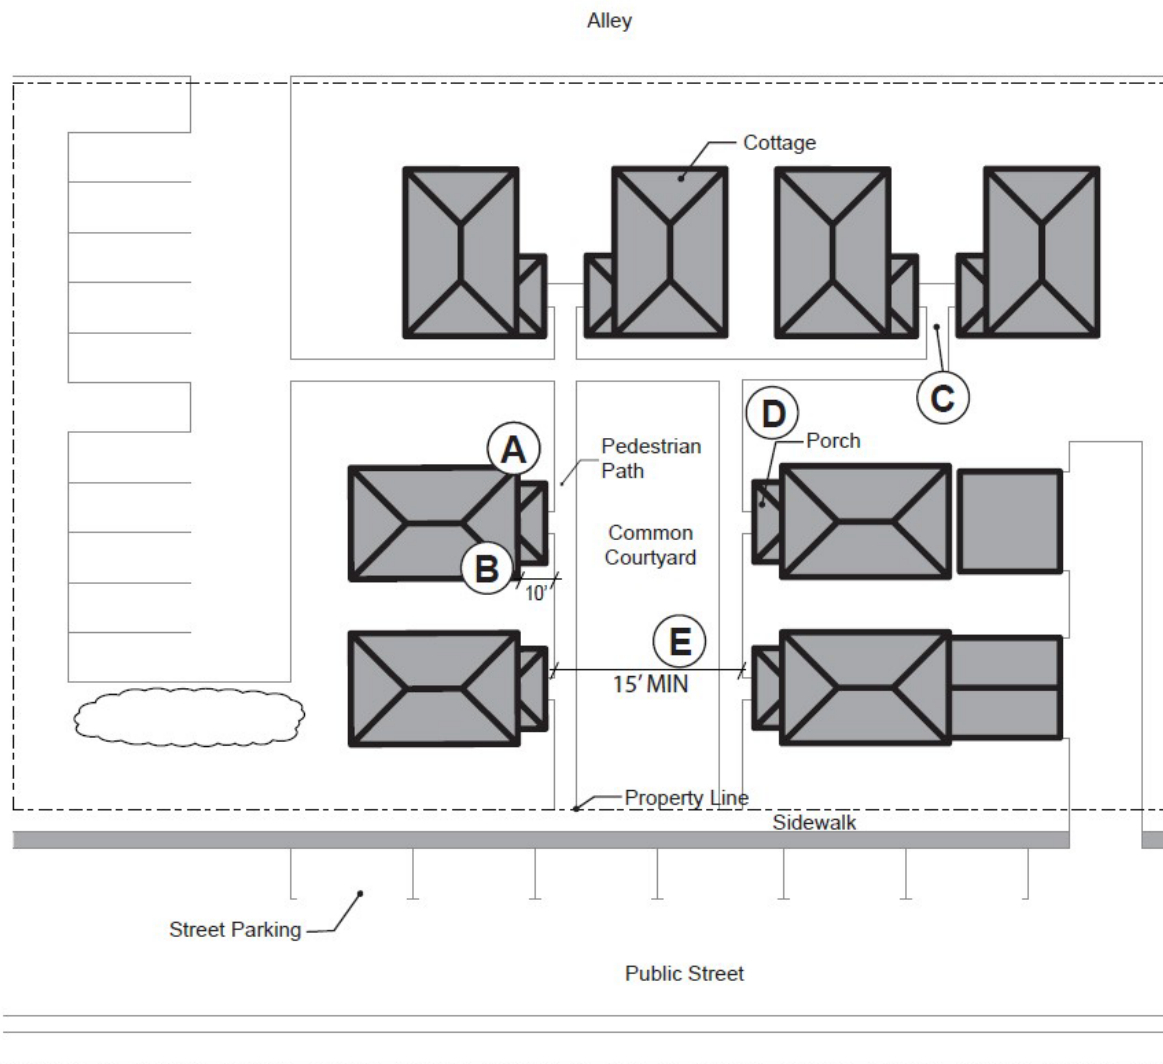 Alley
Cottage
C
D
Porch
A
Pedestrian
Path
Common
Courtyard
B
10'
E
15' MIN
Property Line
Sidewalk
Street Parking
Public Street